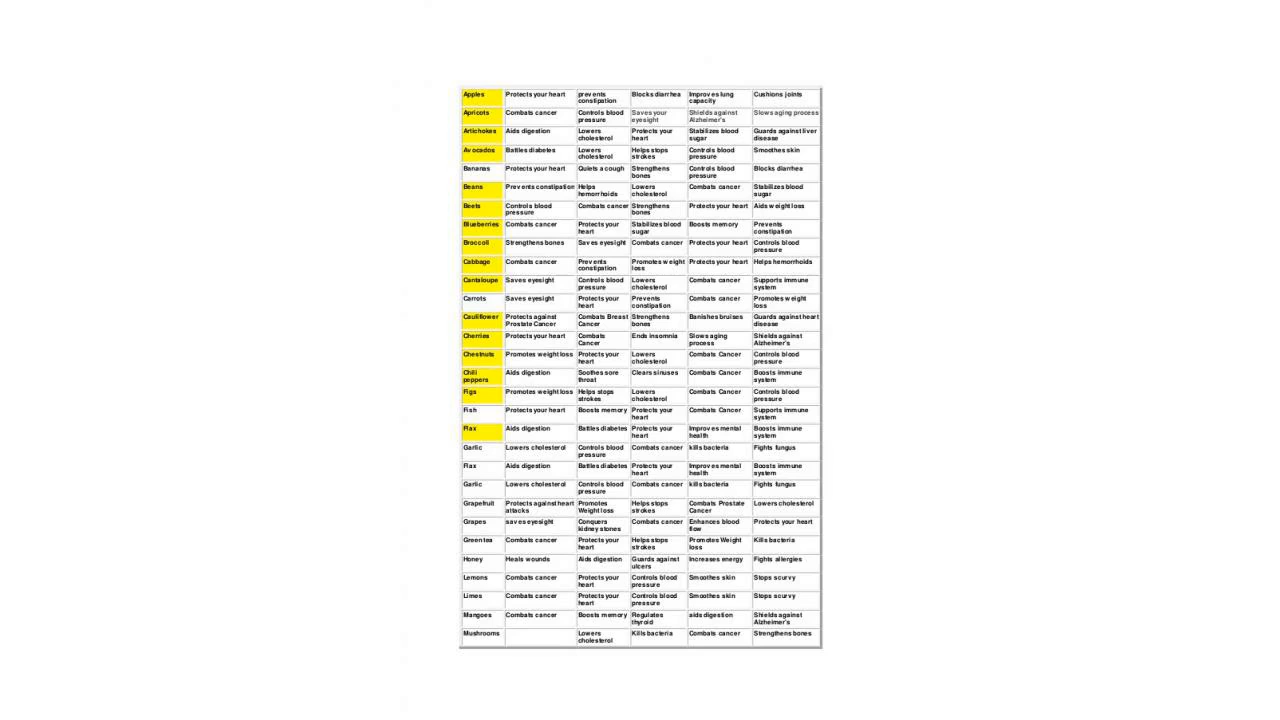 Apples Protects your heart prevents constipation Blocks diarrhea Improves lung capacity Cushions joints
Apricots Combats cancer Controls blood pressure Saves your eyesight Shields against Alzheimer's Slows aging process
Artichokes Aids digestion Lowers cholesterol Protects your heart Stabilizes blood sugar Guards against liver disease
Avocados Battles diabetes Lowers cholesterol Helps stops strokes Controls blood pressure Smoothes skin
Bananas Protects your heart Quiets a cough Strengthens bones Controls blood pressure Blocks diarrhea
Beans Prevents constipation Helps hemorrhoids Lowers cholesterol Combats cancer Stabilizes blood sugar
Beets Controls blood pressure Combats cancer Strengthens bones Protects your heart Aids weight loss
Blueberries Combats cancer Protects your heart Stabilizes blood sugar Boosts memory Prevents constipation
Broccoli Strengthens bones Saves eyesight Combats cancer Protects your heart Controls blood pressure
Cabbage Combats cancer Prevents constipation Promotes weight loss Protects your heart Helps hemorrhoids
Cantaloupe Saves eyesight Controls blood pressure Lowers cholesterol Combats cancer Supports immune system
Carrots Saves eyesight Protects your heart Prevents constipation Combats cancer Promotes weight loss
Cauliflower Protects against Prostate Cancer Combats Breast Cancer Strengthens bones Banishes bruises Guards against heart disease
Cherries Protects your heart Combats Cancer Ends insomnia Slows aging process Shields against Alzheimer's
Chestnuts Promotes weight loss Protects your heart Lowers cholesterol Combats Cancer Controls blood pressure
Chili peppers Aids digestion Soothes sore throat Clears sinuses Combats Cancer Boosts immune system
Figs Promotes weight loss Helps stops strokes Lowers cholesterol Combats Cancer Controls blood pressure
Fish Protects your heart Boosts memory Protects your heart Combats Cancer Supports immune system
Flax Aids digestion Battles diabetes Protects your heart Improves mental health Boosts immune system
Garlic Lowers cholesterol Controls blood pressure Combats cancer kills bacteria Fights fungus
Flax Aids digestion Battles diabetes Protects your heart Improves mental health Boosts immune system
Garlic Lowers cholesterol Controls blood pressure Combats cancer kills bacteria Fights fungus
Grapefruit Protects against heart attacks Promotes Weight loss Helps stops strokes Combats Prostate Cancer Lowers cholesterol
Grapes saves eyesight Conquers kidney stones Combats cancer Enhances blood flow Protects your heart
Green tea Combats cancer Protects your heart Helps stops strokes Promotes Weight loss Kills bacteria
Honey Heals wounds Aids digestion Guards against ulcers Increases energy Fights allergies
Lemons Combats cancer Protects your heart Controls blood pressure Smoothes skin Stops scurvy
Limes Combats cancer Protects your heart Controls blood pressure Smoothes skin Stops scurvy
Mangoes Combats cancer Boosts memory Regulates thyroid aids digestion Shields against Alzheimer's
Mushrooms Lowers cholesterol Kills bacteria Combats cancer Strengthens bones